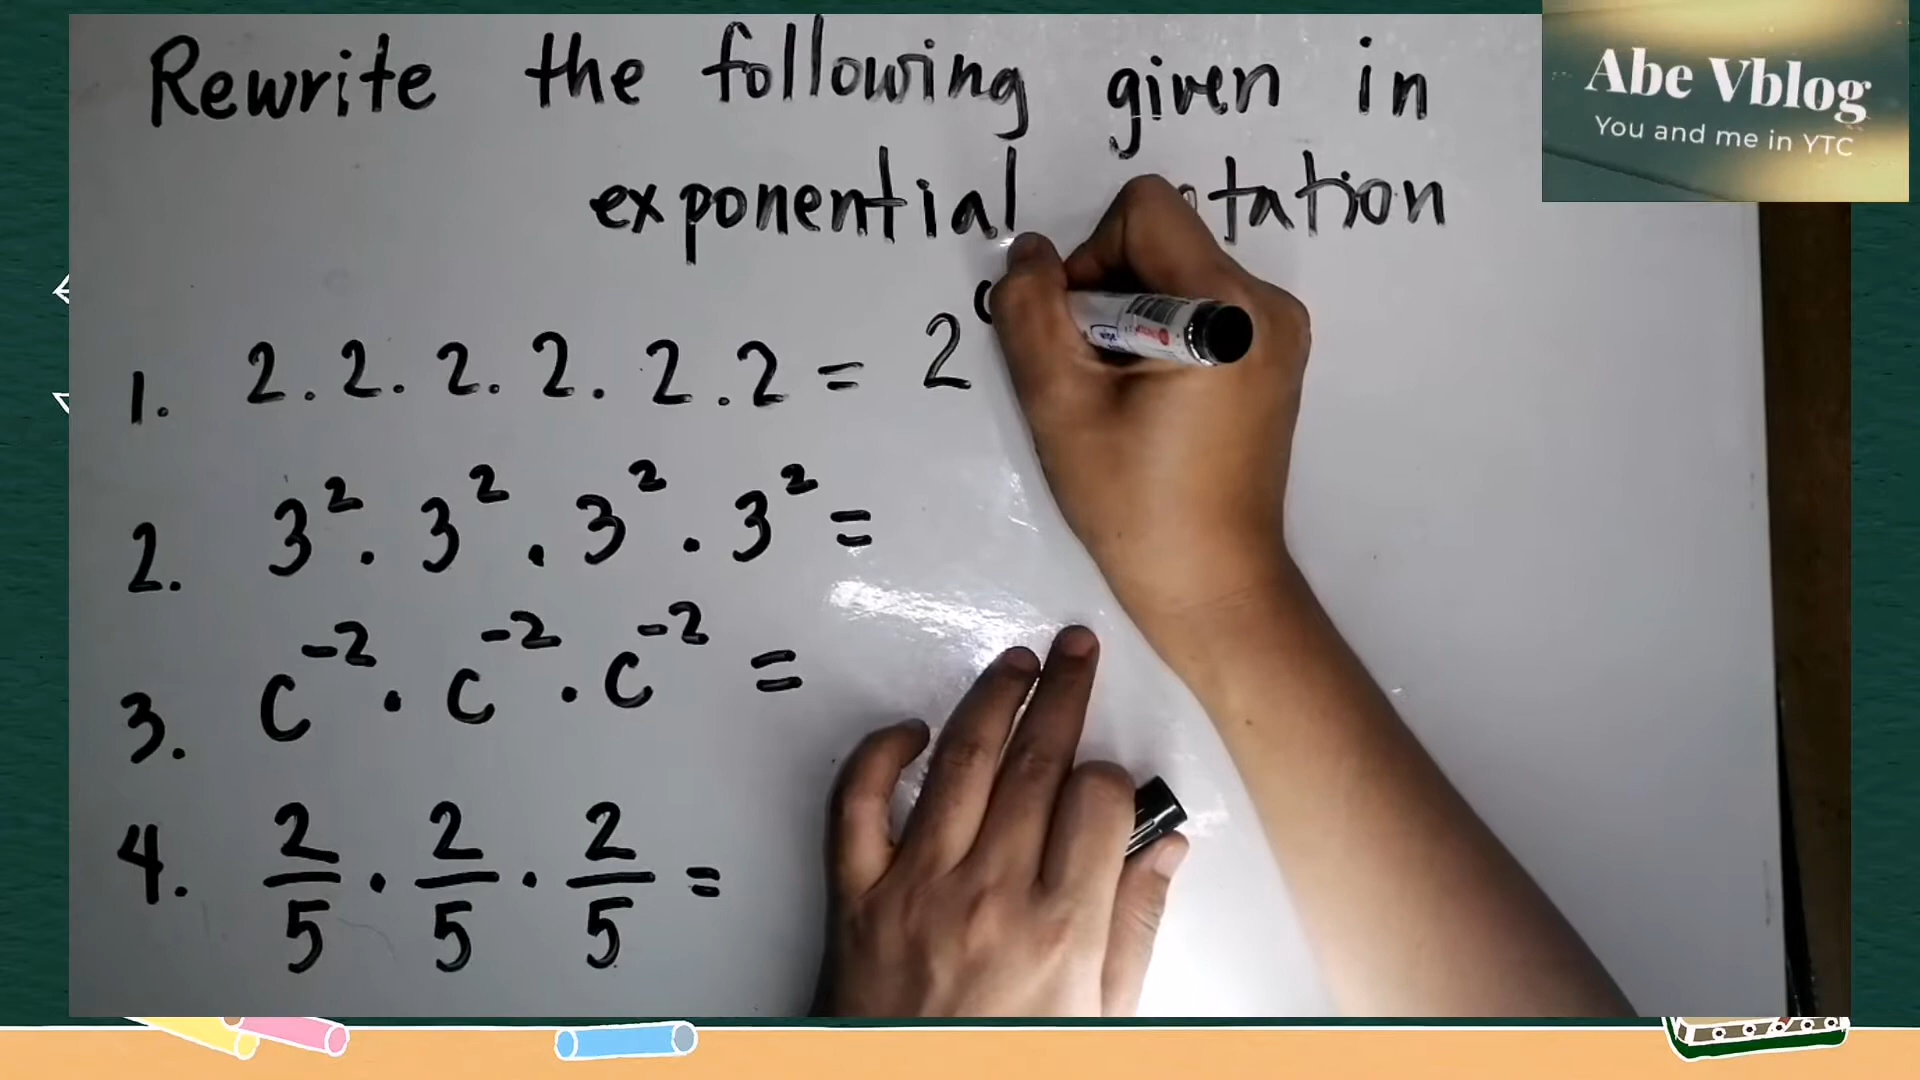 Rewrite the following given in
exponential tation
Abe Vblog
You and me in YTC
1. 2.2.2.2.2.2 = 2
2. 3².3².3².3² =
3. c⁻².c⁻².c⁻² =
4. 2/5 . 2/5 . 2/5 =